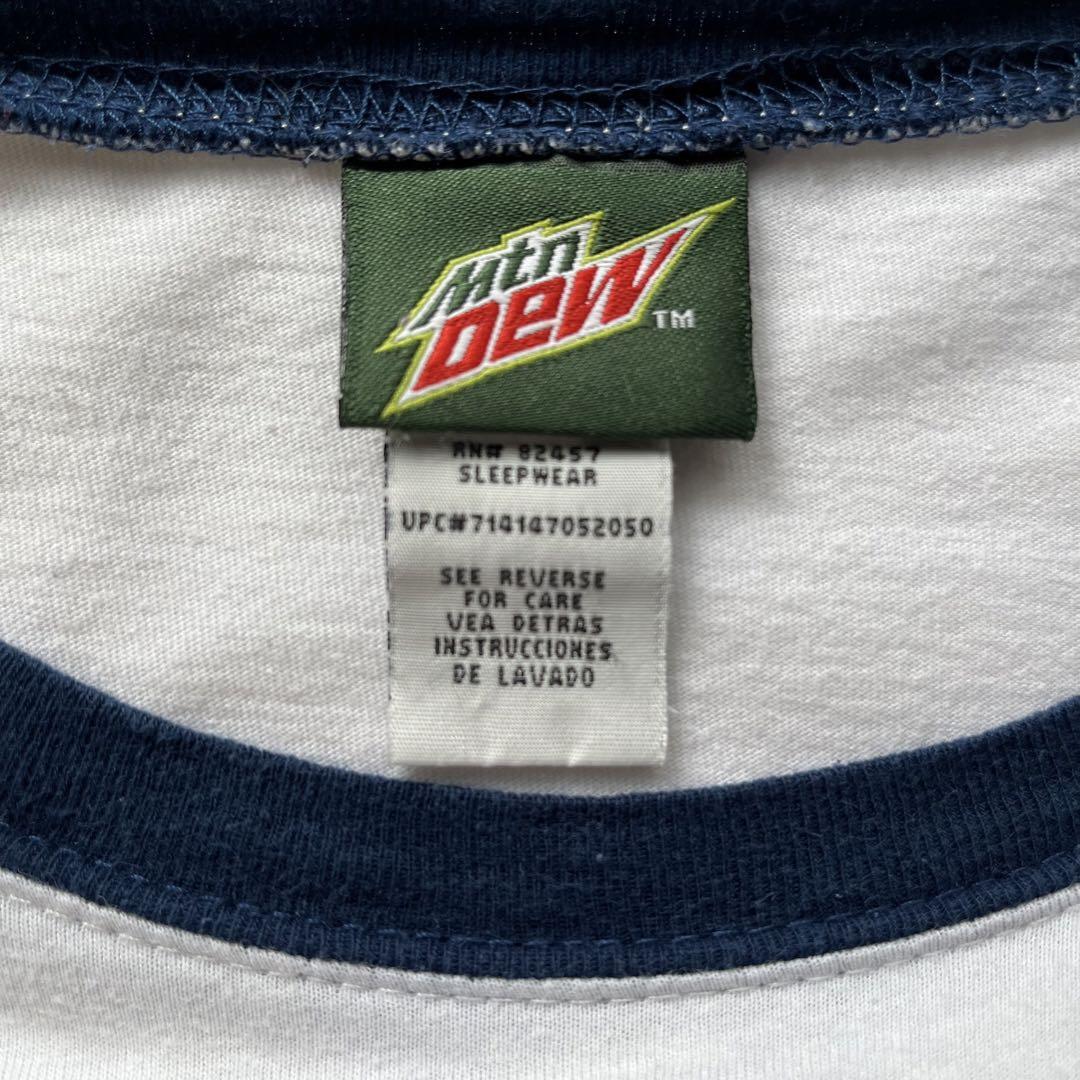 Mtn
DEW TM
RN# 82457
SLEEPWEAR
UPC#714147052050
SEE REVERSE
FOR CARE
VEA DETRAS
INSTRUCCIONES
DE LAVADO